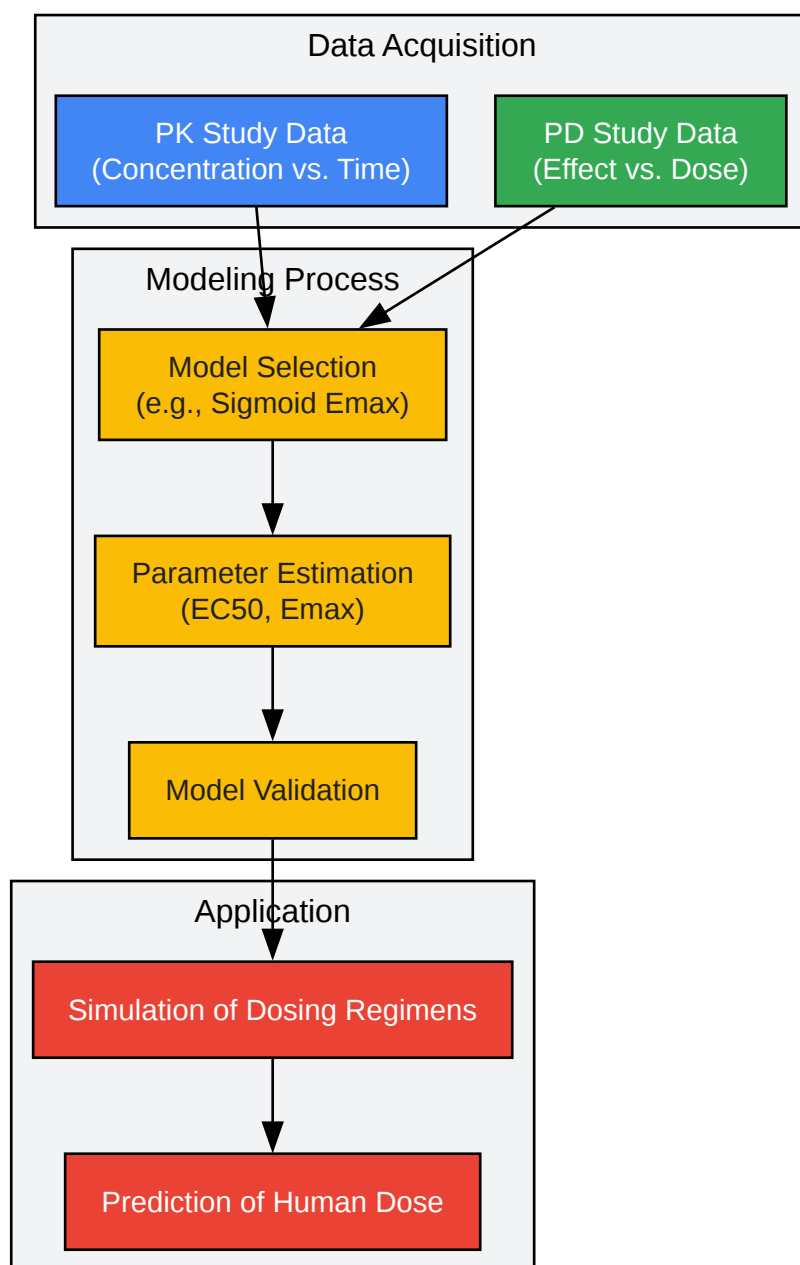 Data Acquisition
PK Study Data
(Concentration vs. Time)
PD Study Data
(Effect vs. Dose)
Modeling Process
Model Selection
(e.g., Sigmoid Emax)
Parameter Estimation
(EC50, Emax)
Model Validation
Application
Simulation of Dosing Regimens
Prediction of Human Dose